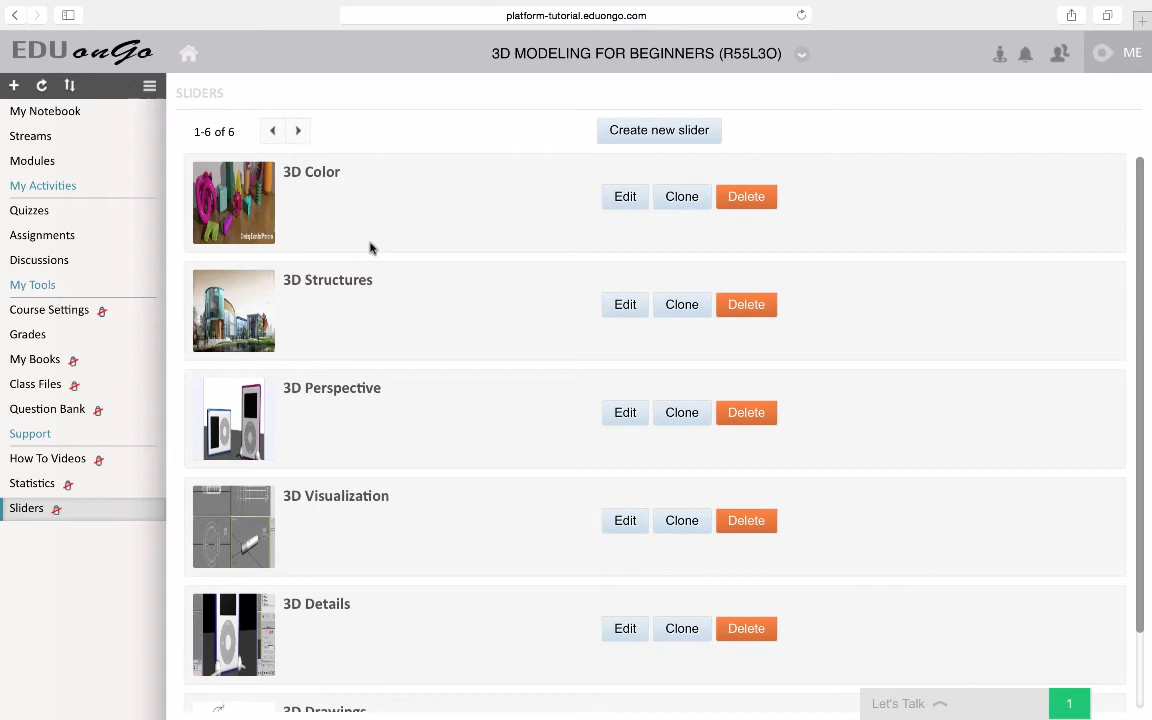 platform-tutorial.eduongo.com
EDU onGo
3D MODELING FOR BEGINNERS (R55L3O)
ME
My Notebook
Streams
Modules
My Activities
Quizzes
Assignments
Discussions
My Tools
Course Settings
Grades
My Books
Class Files
Question Bank
Support
How To Videos
Statistics
Sliders
SLIDERS
1-6 of 6
Create new slider
3D Color
Edit Clone Delete
3D Structures
Edit Clone Delete
3D Perspective
Edit Clone Delete
3D Visualization
Edit Clone Delete
3D Details
Edit Clone Delete
3D Drawings
Let's Talk 1